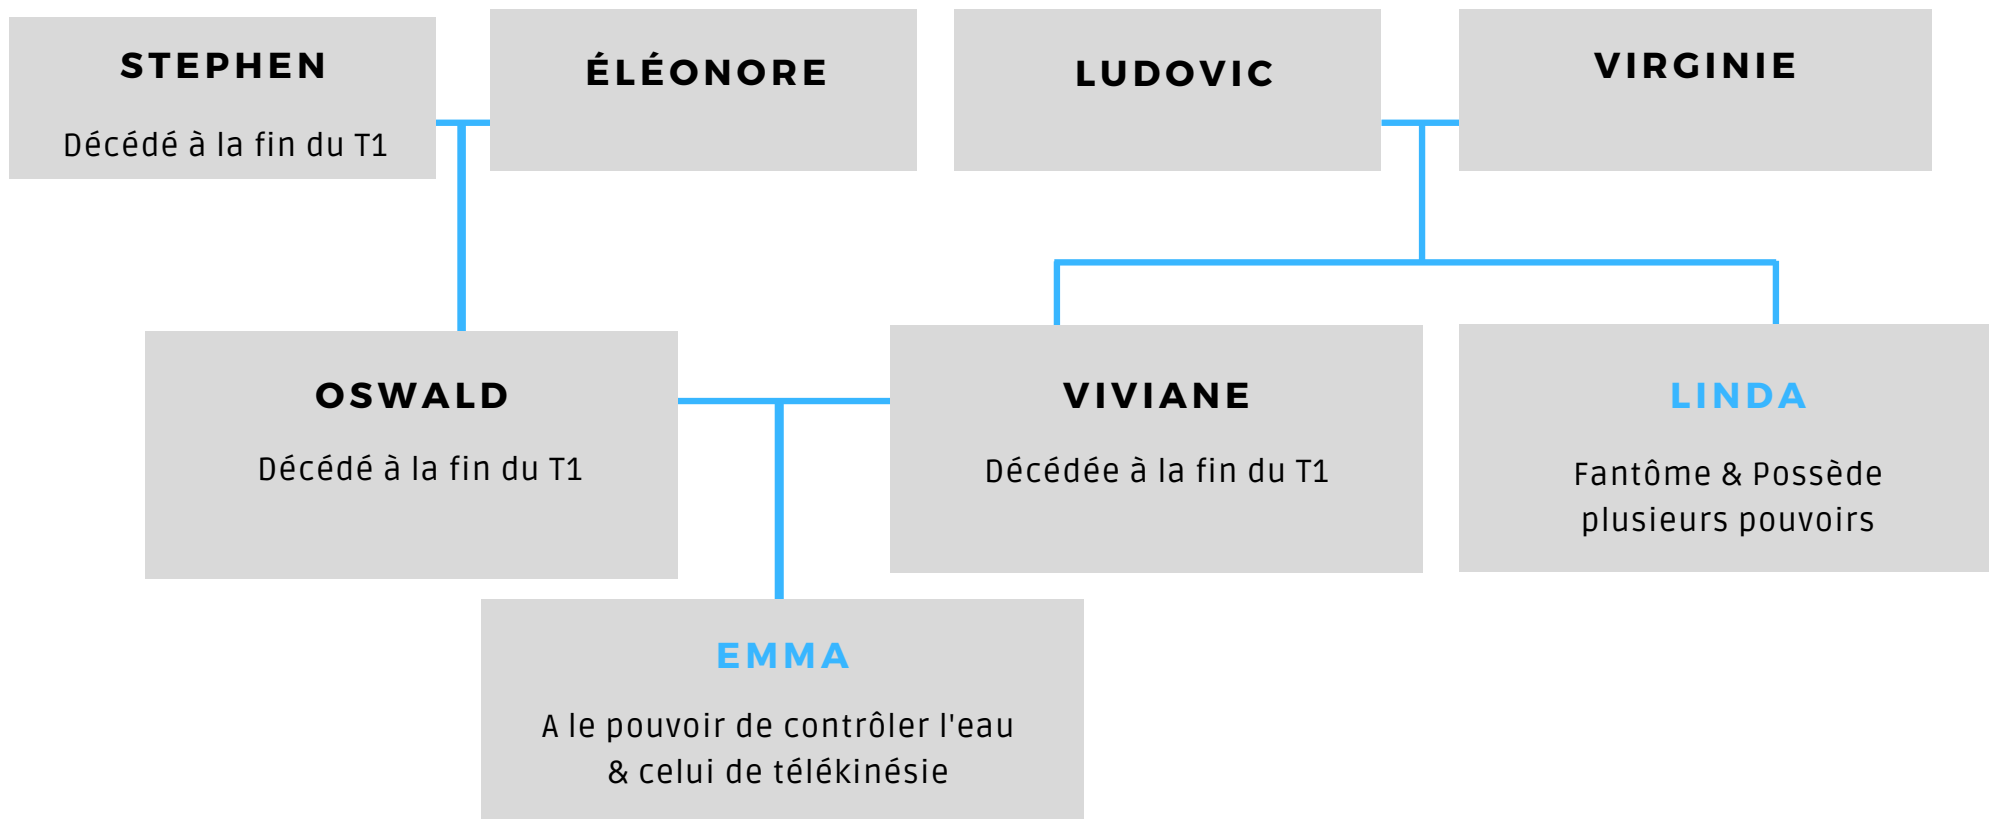 STEPHEN
Décédé à la fin du T1
ÉLÉONORE
LUDOVIC
VIRGINIE
OSWALD
Décédé à la fin du T1
VIVIANE
Décédée à la fin du T1
LINDA
Fantôme & Possède
plusieurs pouvoirs
EMMA
A le pouvoir de contrôler l'eau
& celui de télékinésie